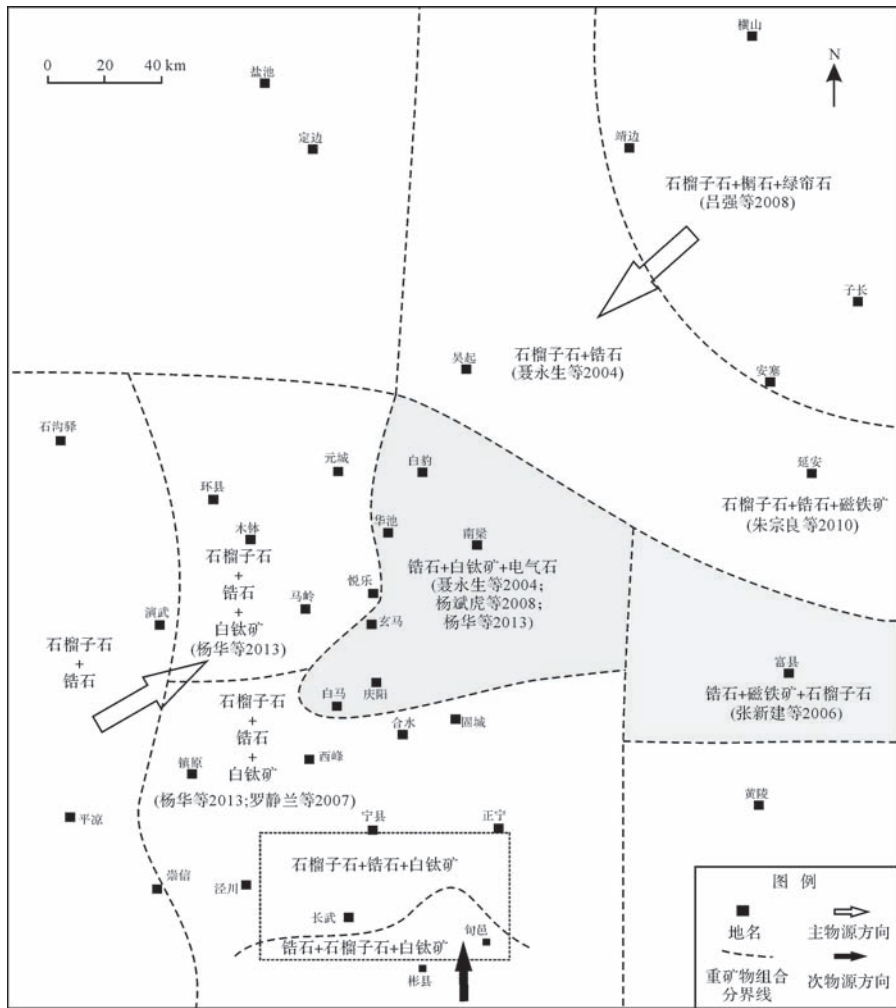 横山
N
0 20 40 km
盐池
定边
靖边
石榴子石+榍石+绿帘石
(吕强等2008)
子长
吴起
石榴子石+锆石
(聂永生等2004)
安塞
石沟驿
元城
白豹
延安
环县
石榴子石+锆石+磁铁矿
(朱宗良等2010)
木钵
华池
南梁
石榴子石
+
锆石
+
白钛矿
(杨华等2013)
锆石+白钛矿+电气石
(聂永生等2004;
杨斌虎等2008;
杨华等2013)
悦乐
马岭
玄马
演武
石榴子石
+
锆石
富县
锆石+磁铁矿+石榴子石
(张新建等2006)
白马
庆阳
石榴子石
+
锆石
+
白钛矿
(杨华等2013;罗静兰等2007)
合水
固城
西峰
镇原
平凉
黄陵
宁县
正宁
石榴子石+锆石+白钛矿
崇信
泾川
长武
旬邑
锆石+石榴子石+白钛矿
彬县
图 例
地名
主物源方向
重矿物组合
分界线
次物源方向